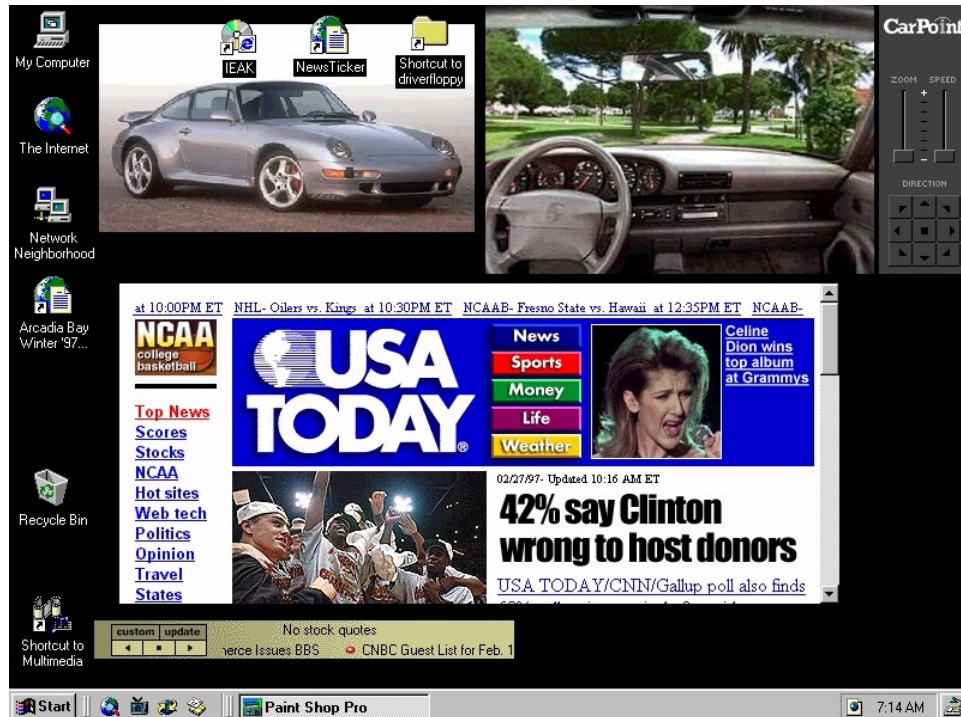 My Computer
IEAK
NewsTicker
Shortcut to
driverfloppy
CarPoint
ZOOM SPEED
The Internet
DIRECTION
Network
Neighborhood
Arcadia Bay
Winter '97...
at 10:00PM ET NHL- Oilers vs. Kings at 10:30PM ET NCAAB- Fresno State vs. Hawaii at 12:35PM ET NCAAB-
NCAA
college
basketball
USA
TODAY®
News
Sports
Money
Life
Weather
Celine
Dion wins
top album
at Grammys
Top News
Scores
Stocks
NCAA
Hot sites
Web tech
Politics
Opinion
Travel
States
02/27/97- Updated 10:16 AM ET
42% say Clinton
wrong to host donors
USA TODAY/CNN/Gallup poll also finds
Recycle Bin
Shortcut to
Multimedia
custom update
No stock quotes
nerce Issues BBS CNBC Guest List for Feb. 1
Start
Paint Shop Pro
7:14 AM